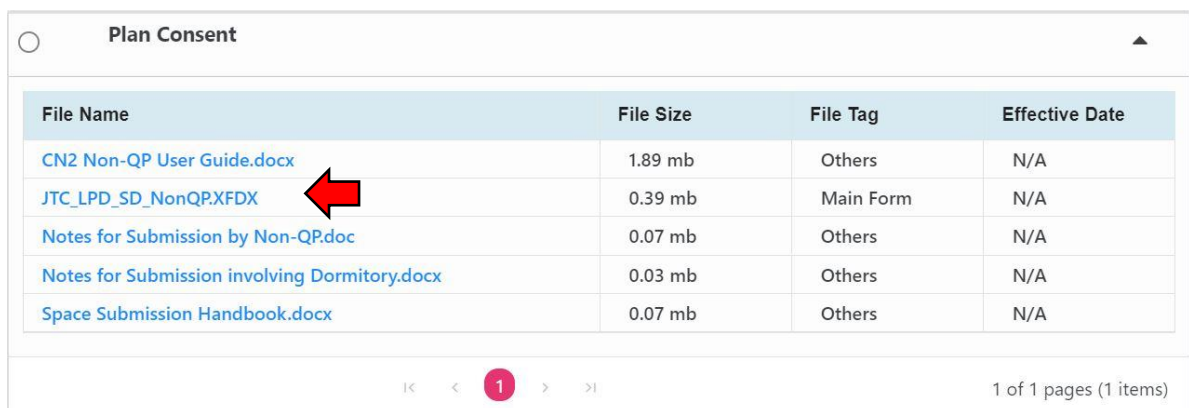 Plan Consent
File Name File Size File Tag Effective Date
CN2 Non-QP User Guide.docx 1.89 mb Others N/A
JTC_LPD_SD_NonQP.XFDX 0.39 mb Main Form N/A
Notes for Submission by Non-QP.doc 0.07 mb Others N/A
Notes for Submission involving Dormitory.docx 0.03 mb Others N/A
Space Submission Handbook.docx 0.07 mb Others N/A
1
1 of 1 pages (1 items)